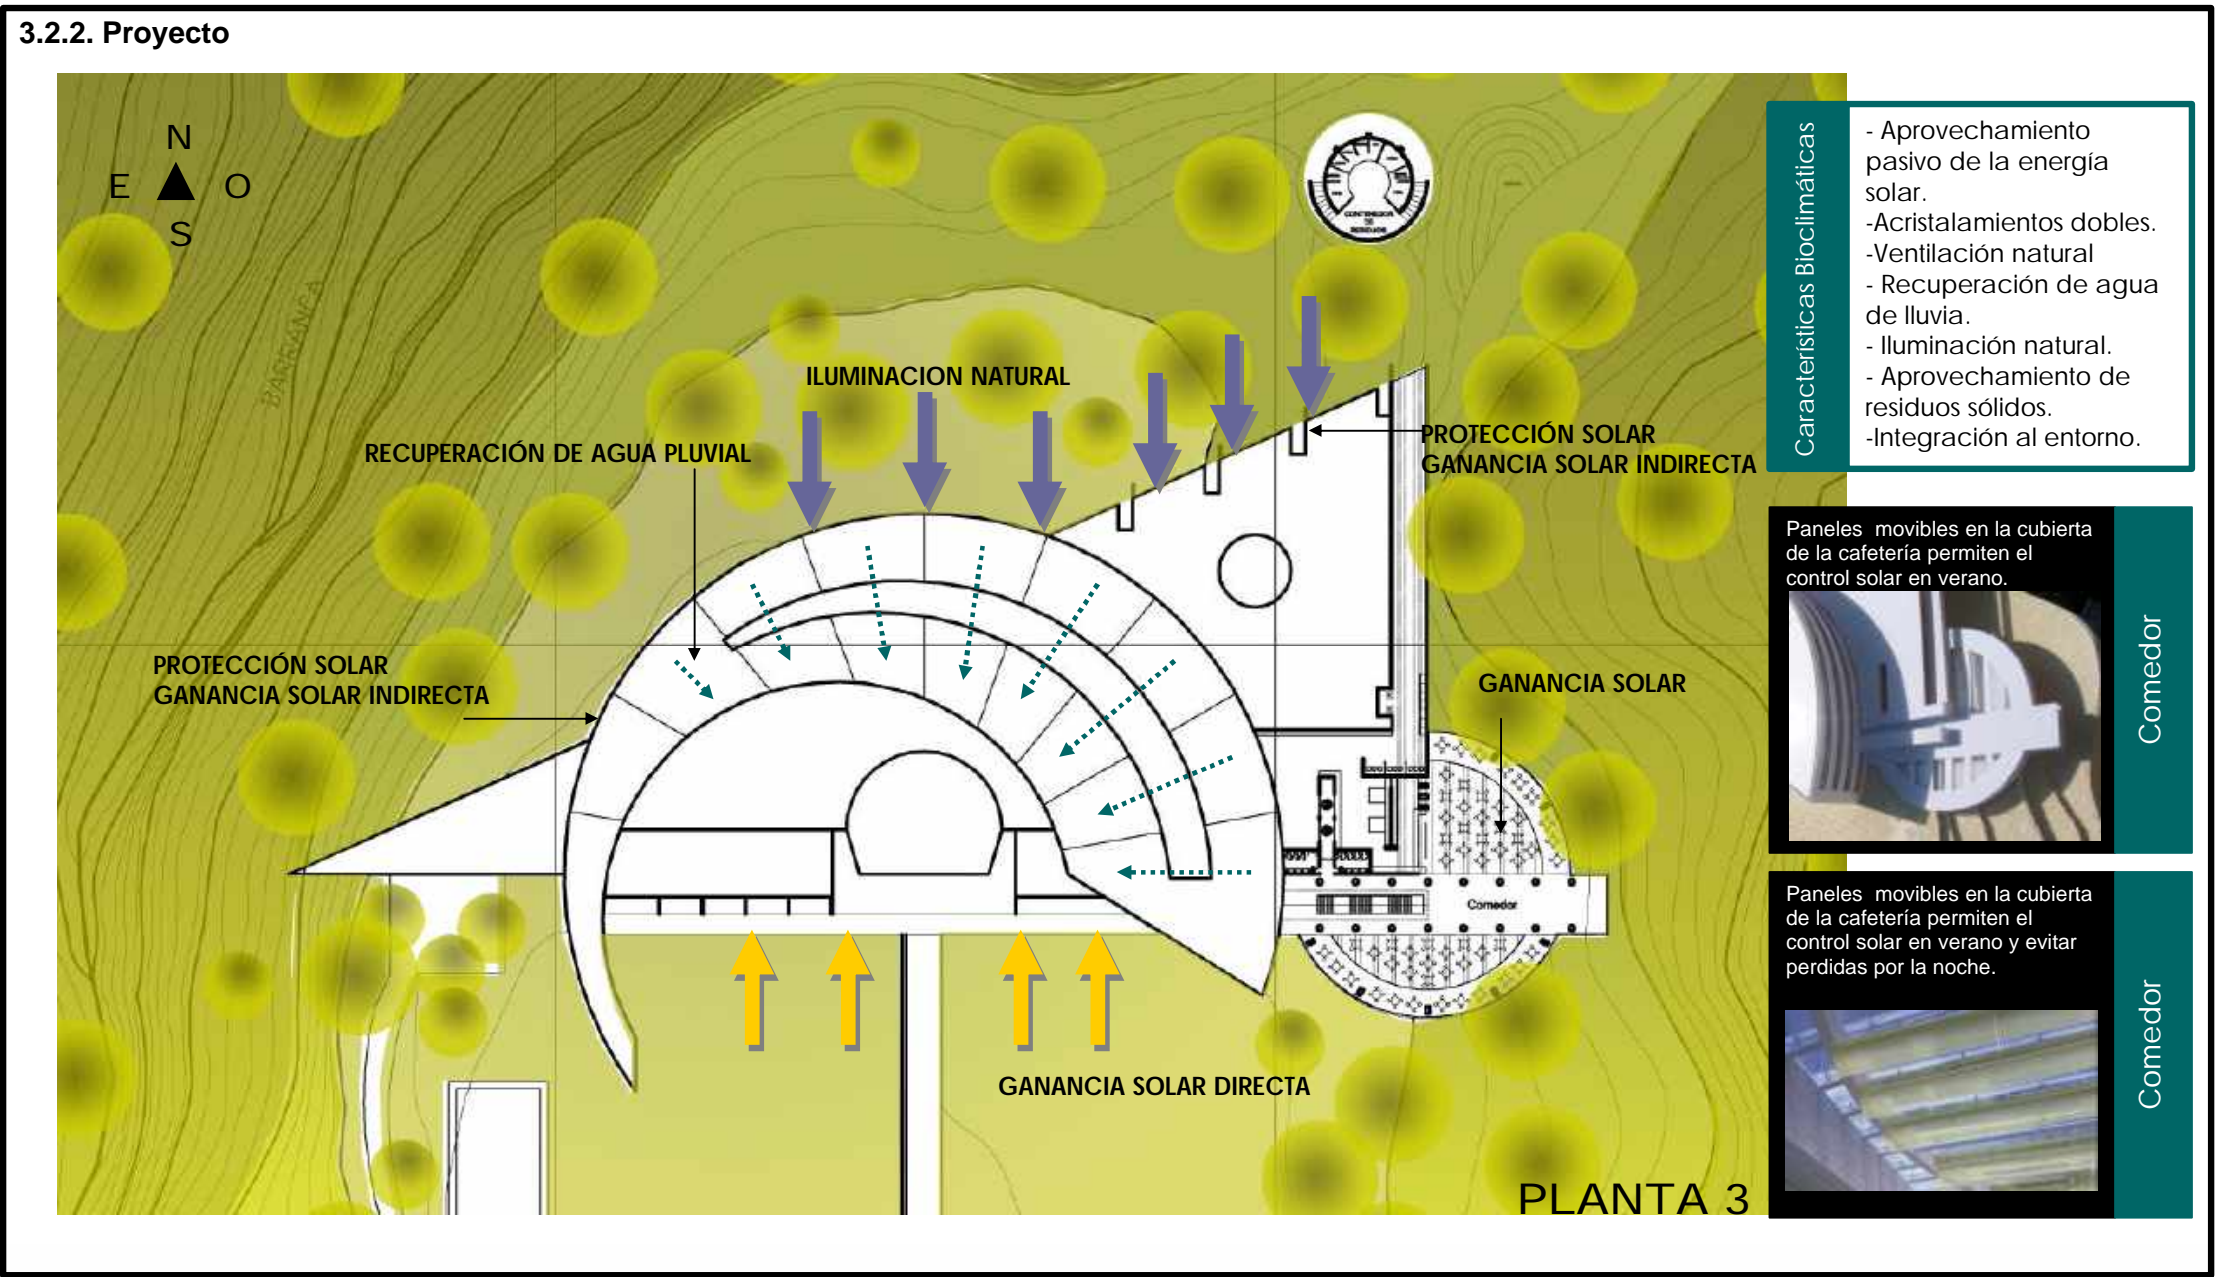 3.2.2. Proyecto
N
E O
S
BARRANCA
CONTENEDOR
DE
RESIDUOS
ILUMINACION NATURAL
RECUPERACIÓN DE AGUA PLUVIAL
PROTECCIÓN SOLAR
GANANCIA SOLAR INDIRECTA
PROTECCIÓN SOLAR
GANANCIA SOLAR INDIRECTA
GANANCIA SOLAR
Comedor
GANANCIA SOLAR DIRECTA
PLANTA 3
Características Bioclimáticas
- Aprovechamiento
pasivo de la energía
solar.
-Acristalamientos dobles.
-Ventilación natural
- Recuperación de agua
de lluvia.
- Iluminación natural.
- Aprovechamiento de
residuos sólidos.
-Integración al entorno.
Paneles movibles en la cubierta
de la cafetería permiten el
control solar en verano.
Comedor
Paneles movibles en la cubierta
de la cafetería permiten el
control solar en verano y evitar
perdidas por la noche.
Comedor